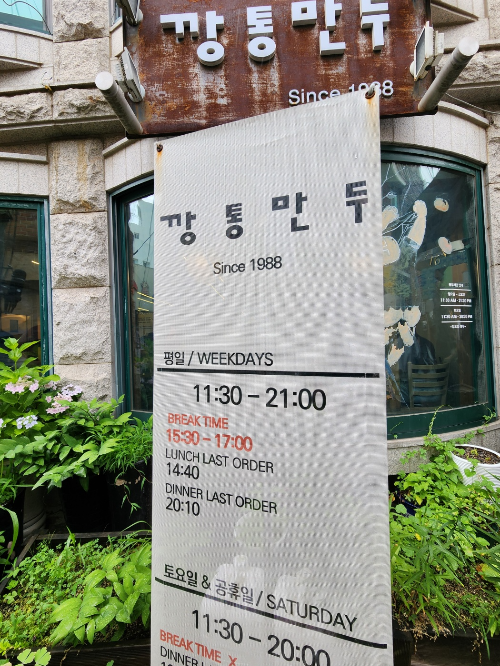 깡통만두
Since 1988
깡통만두
Since 1988
평일 / WEEKDAYS
11:30 – 21:00
BREAK TIME
15:30 – 17:00
LUNCH LAST ORDER
14:40
DINNER LAST ORDER
20:10
토요일 & 공휴일 / SATURDAY
11:30 – 20:00
BREAK TIME X